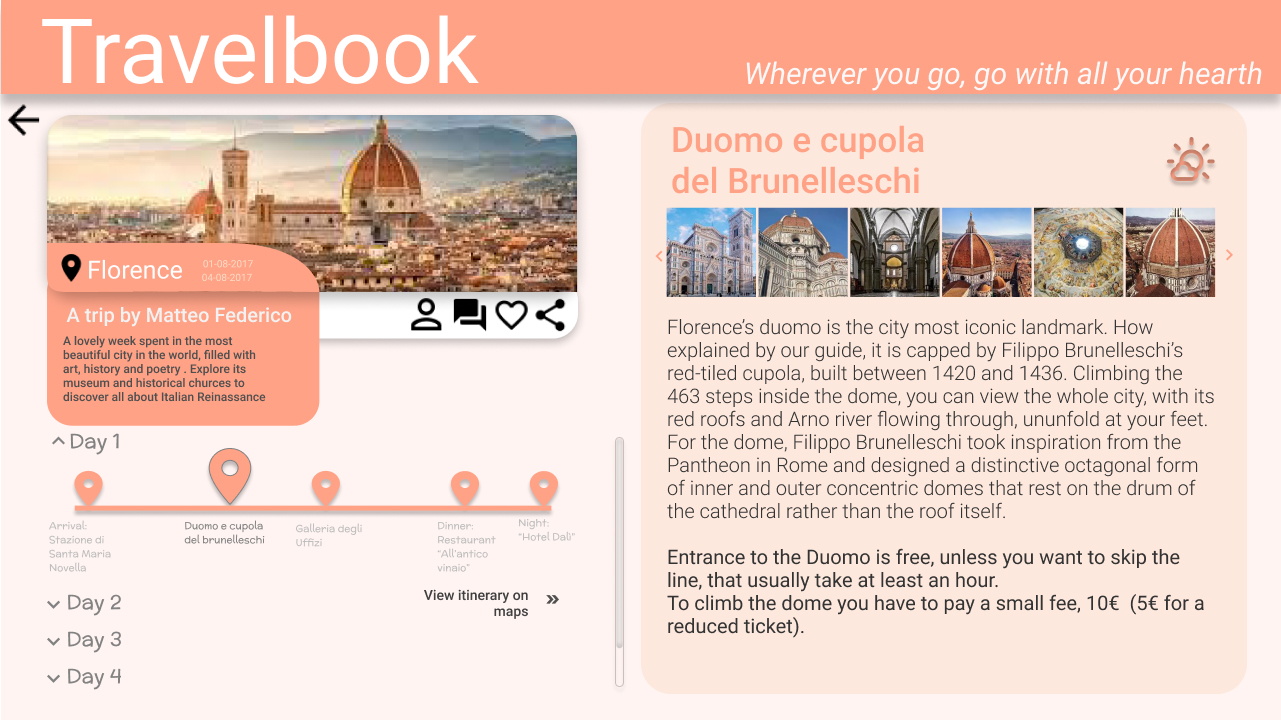 Travelbook
Wherever you go, go with all your hearth
Florence
01-08-2017
04-08-2017
A trip by Matteo Federico
A lovely week spent in the most
beautiful city in the world, filled with
art, history and poetry . Explore its
museum and historical churces to
discover all about Italian Reinassance
Day 1
Arrival:
Stazione di
Santa Maria
Novella
Duomo e cupola
del brunelleschi
Galleria degli
Uffizi
Dinner:
Restaurant
"All'antico
vinaio"
Night:
"Hotel Dalì"
View itinerary on
maps
Day 2
Day 3
Day 4
Duomo e cupola
del Brunelleschi
Florence's duomo is the city most iconic landmark. How
explained by our guide, it is capped by Filippo Brunelleschi's
red-tiled cupola, built between 1420 and 1436. Climbing the
463 steps inside the dome, you can view the whole city, with its
red roofs and Arno river flowing through, ununfold at your feet.
For the dome, Filippo Brunelleschi took inspiration from the
Pantheon in Rome and designed a distinctive octagonal form
of inner and outer concentric domes that rest on the drum of
the cathedral rather than the roof itself.
Entrance to the Duomo is free, unless you want to skip the
line, that usually take at least an hour.
To climb the dome you have to pay a small fee, 10€  (5€ for a
reduced ticket).